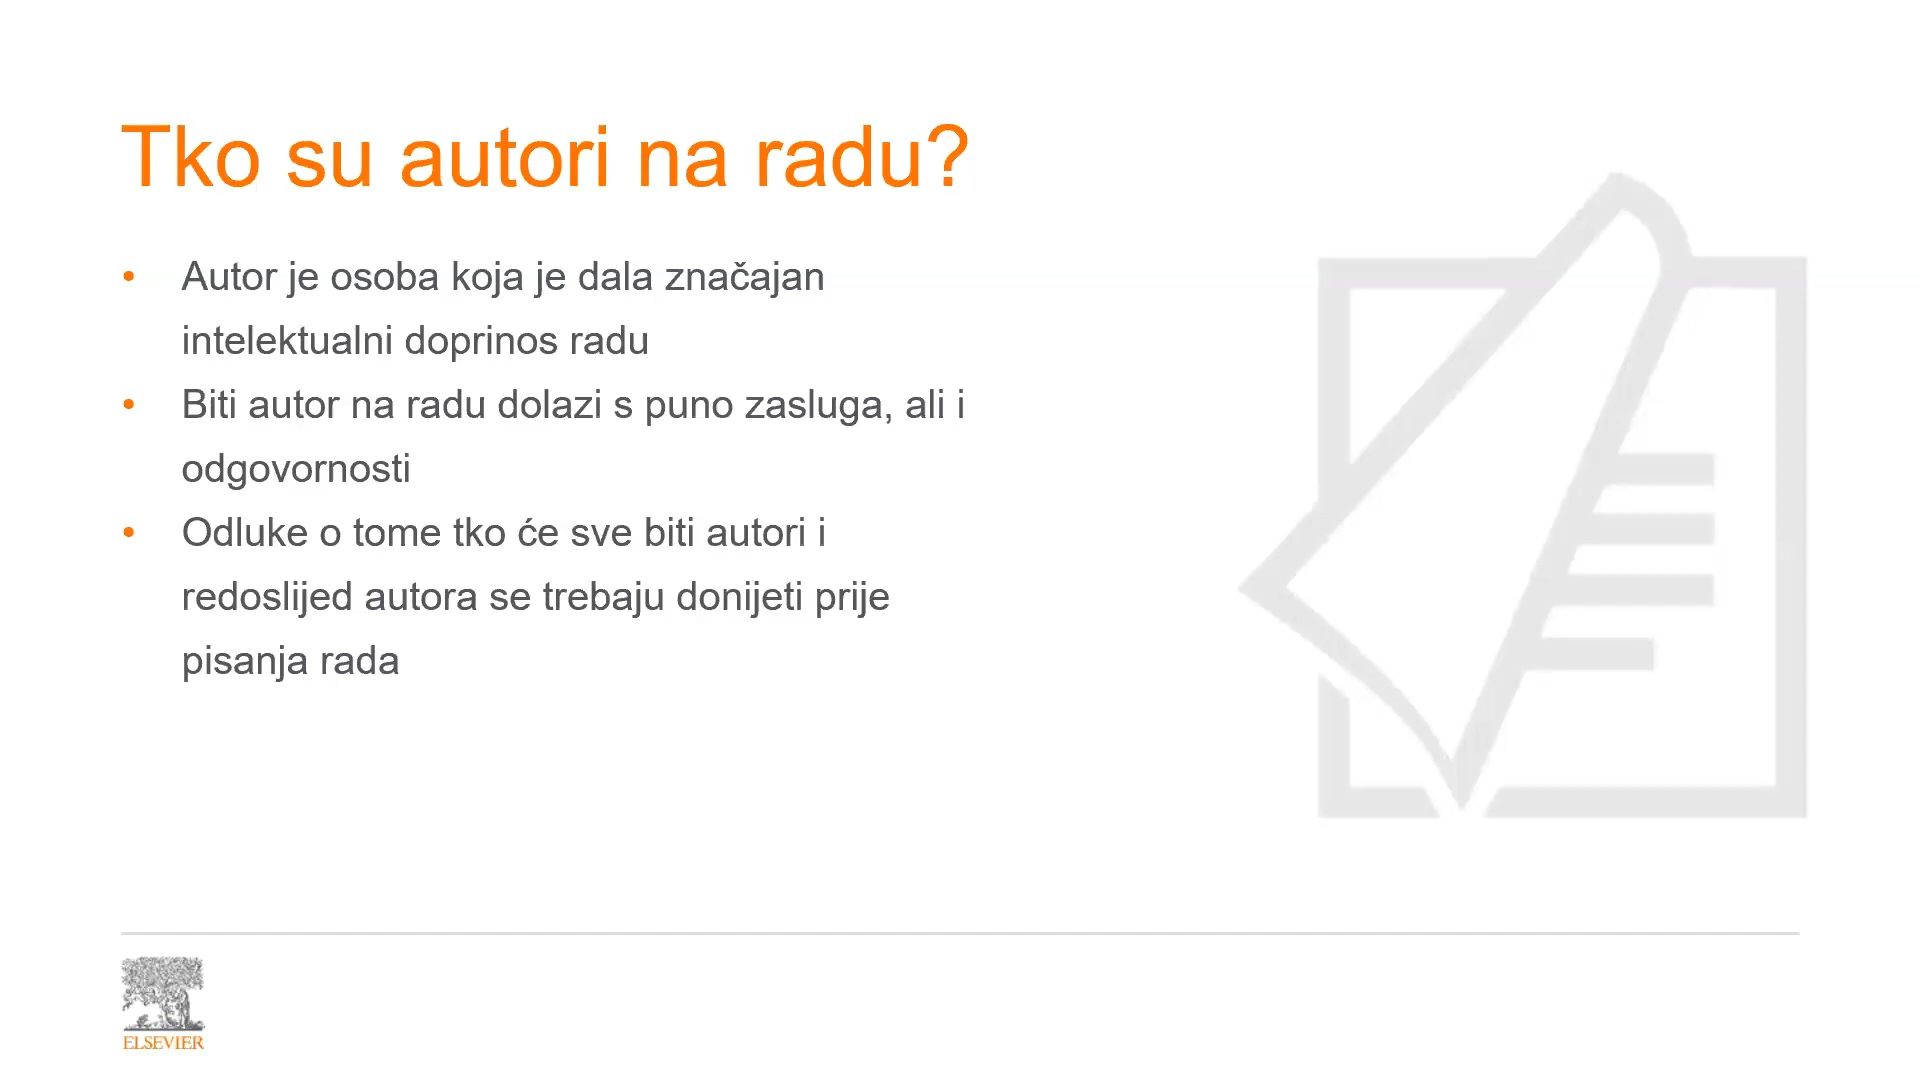 Tko su autori na radu?
• Autor je osoba koja je dala značajan
intelektualni doprinos radu
• Biti autor na radu dolazi s puno zasluga, ali i
odgovornosti
• Odluke o tome tko će sve biti autori i
redoslijed autora se trebaju donijeti prije
pisanja rada
ELSEVIER